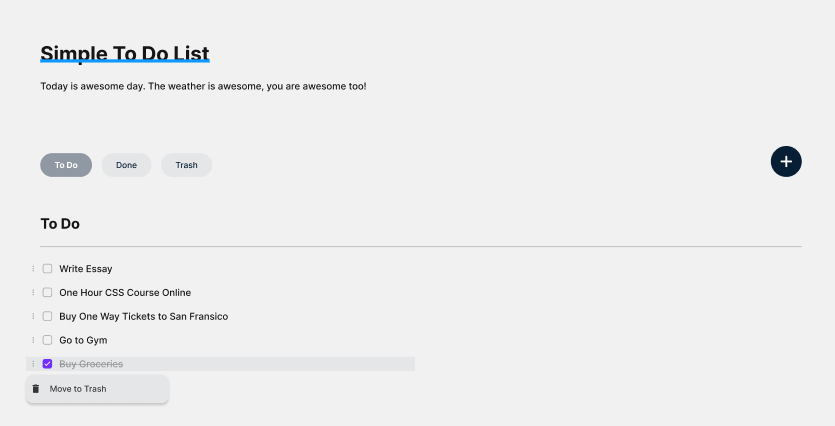 Simple To Do List
Today is awesome day. The weather is awesome, you are awesome too!
To Do
Done
Trash
To Do
Write Essay
One Hour CSS Course Online
Buy One Way Tickets to San Fransico
Go to Gym
Buy Groceries
Move to Trash